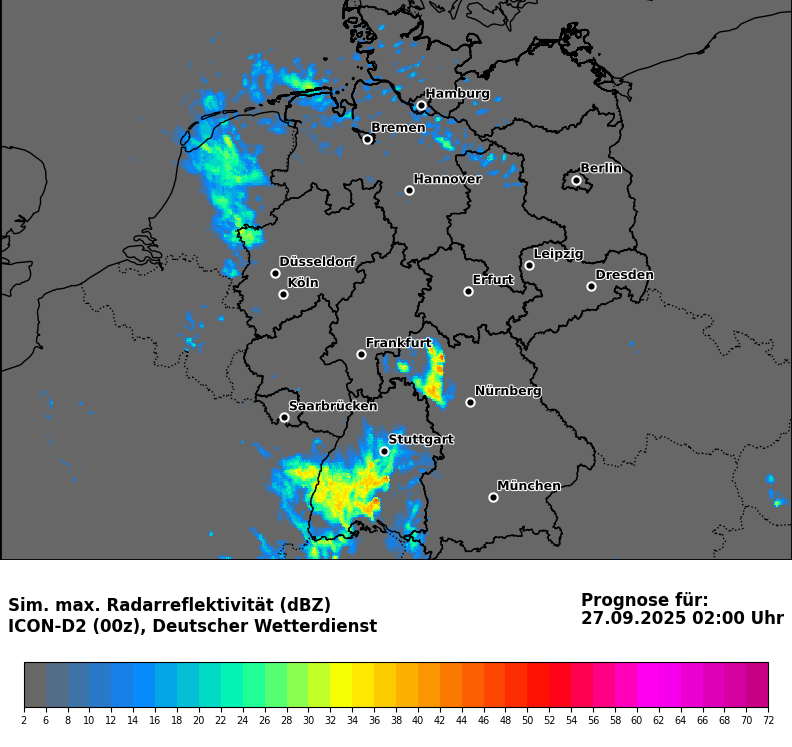 Hamburg
Bremen
Berlin
Hannover
Leipzig
Düsseldorf
Dresden
Köln
Erfurt
Frankfurt
Nürnberg
Saarbrücken
Stuttgart
München
Sim. max. Radarreflektivität (dBZ)
ICON-D2 (00z), Deutscher Wetterdienst
Prognose für:
27.09.2025 02:00 Uhr
2 6 8 10 12 14 16 18 20 22 24 26 28 30 32 34 36 38 40 42 44 46 48 50 52 54 56 58 60 62 64 66 68 70 72